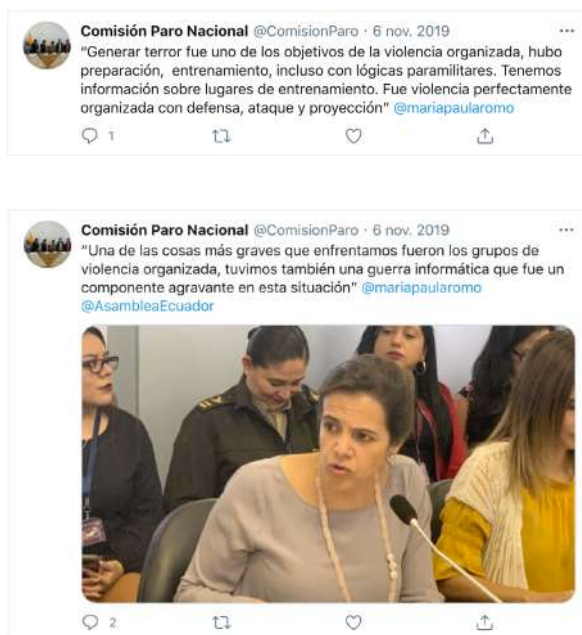 Comisión Paro Nacional @ComisionParo · 6 nov. 2019 ···
"Generar terror fue uno de los objetivos de la violencia organizada, hubo
preparación, entrenamiento, incluso con lógicas paramilitares. Tenemos
información sobre lugares de entrenamiento. Fue violencia perfectamente
organizada con defensa, ataque y proyección" @mariapaularomo
1
Comisión Paro Nacional @ComisionParo · 6 nov. 2019 ···
"Una de las cosas más graves que enfrentamos fueron los grupos de
violencia organizada, tuvimos también una guerra informática que fue un
componente agravante en esta situación" @mariapaularomo
@AsambleaEcuador
2